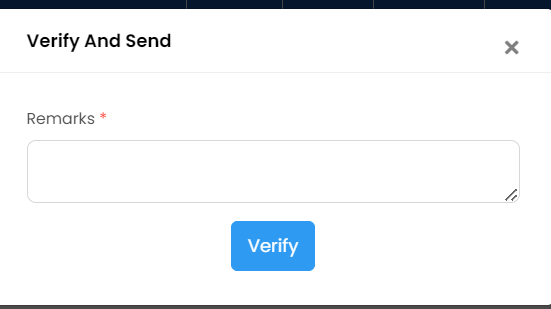 Verify And Send
Remarks *
Verify